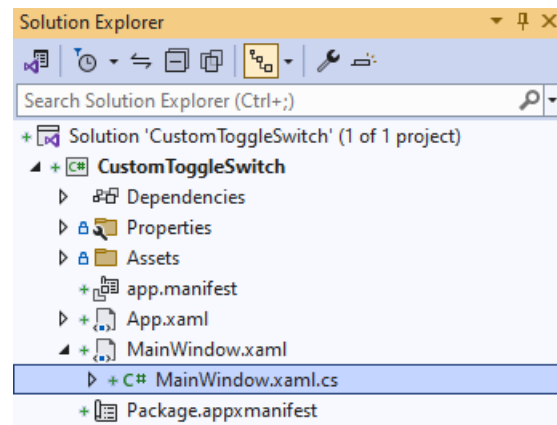 Solution Explorer
Search Solution Explorer (Ctrl+;)
Solution 'CustomToggleSwitch' (1 of 1 project)
C# CustomToggleSwitch
Dependencies
Properties
Assets
app.manifest
App.xaml
MainWindow.xaml
C# MainWindow.xaml.cs
Package.appxmanifest